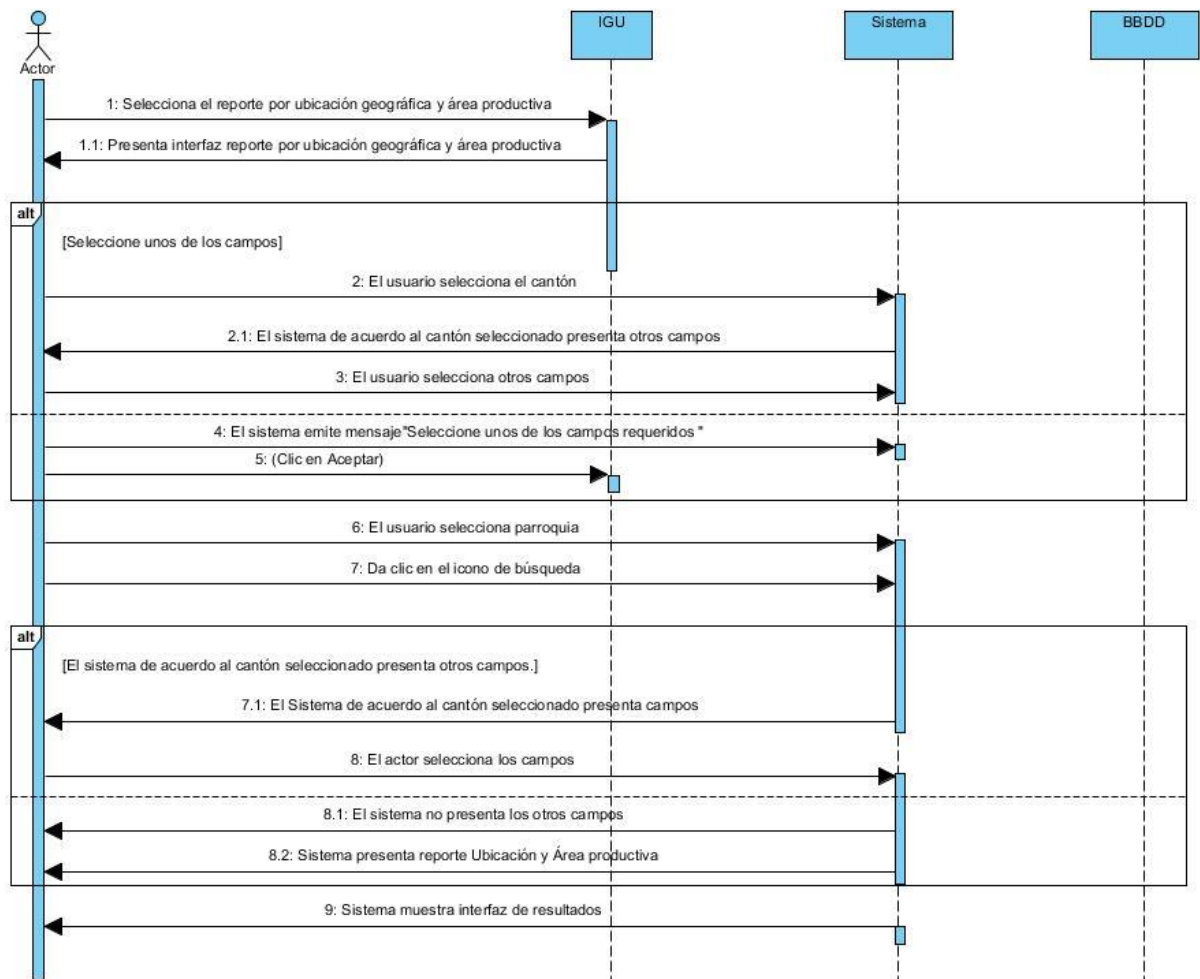 IGU
Sistema
BBDD
Actor
1: Selecciona el reporte por ubicación geográfica y área productiva
1.1: Presenta interfaz reporte por ubicación geográfica y área productiva
alt
[Seleccione unos de los campos]
2: El usuario selecciona el cantón
2.1: El sistema de acuerdo al cantón seleccionado presenta otros campos
3: El usuario selecciona otros campos
4: El sistema emite mensaje"Seleccione unos de los campos requeridos "
5: (Clic en Aceptar)
6: El usuario selecciona parroquia
7: Da clic en el icono de búsqueda
alt
[El sistema de acuerdo al cantón seleccionado presenta otros campos.]
7.1: El Sistema de acuerdo al cantón seleccionado presenta campos
8: El actor selecciona los campos
8.1: El sistema no presenta los otros campos
8.2: Sistema presenta reporte Ubicación y Área productiva
9: Sistema muestra interfaz de resultados